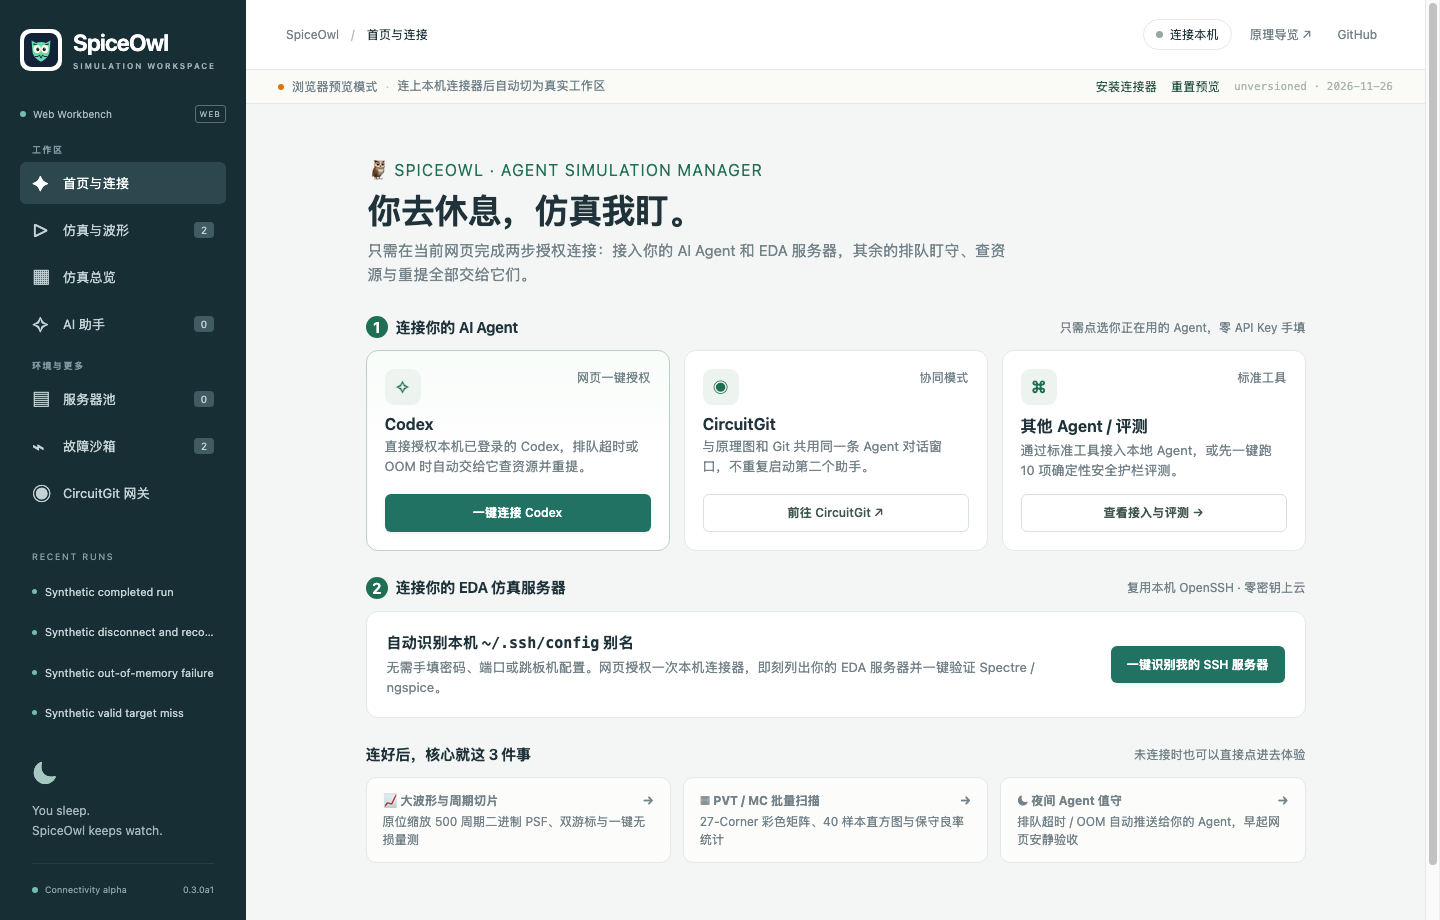 SpiceOwl
SIMULATION WORKSPACE
Web Workbench
WEB
工作区
首页与连接
仿真与波形
2
仿真总览
AI 助手
0
环境与更多
服务器池
0
故障沙箱
2
CircuitGit 网关
RECENT RUNS
Synthetic completed run
Synthetic disconnect and reco...
Synthetic out-of-memory failure
Synthetic valid target miss
You sleep.
SpiceOwl keeps watch.
Connectivity alpha
0.3.0a1
SpiceOwl / 首页与连接
连接本机
原理导览 ↗
GitHub
浏览器预览模式 · 连上本机连接器后自动切为真实工作区
安装连接器
重置预览
unversioned · 2026-11-26
SPICEOWL · AGENT SIMULATION MANAGER
你去休息，仿真我盯。
只需在当前网页完成两步授权连接：接入你的 AI Agent 和 EDA 服务器，其余的排队盯守、查资
源与重提全部交给它们。
1 连接你的 AI Agent
只需点选你正在用的 Agent，零 API Key 手填
网页一键授权
Codex
直接授权本机已登录的 Codex，排队超时或
OOM 时自动交给它查资源并重提。
一键连接 Codex
协同模式
CircuitGit
与原理图和 Git 共用同一条 Agent 对话窗
口，不重复启动第二个助手。
前往 CircuitGit ↗
标准工具
其他 Agent / 评测
通过标准工具接入本地 Agent，或先一键跑
10 项确定性安全护栏评测。
查看接入与评测 →
2 连接你的 EDA 仿真服务器
复用本机 OpenSSH · 零密钥上云
自动识别本机 ~/.ssh/config 别名
无需手填密码、端口或跳板机配置。网页授权一次本机连接器，即刻列出你的 EDA 服务器并一键验证 Spectre /
ngspice。
一键识别我的 SSH 服务器
连好后，核心就这 3 件事
未连接时也可以直接点进去体验
大波形与周期切片 →
原位缩放 500 周期二进制 PSF、双游标与一键无
损量测
PVT / MC 批量扫描 →
27-Corner 彩色矩阵、40 样本直方图与保守良率
统计
夜间 Agent 值守 →
排队超时 / OOM 自动推送给你的 Agent，早起网
页安静验收